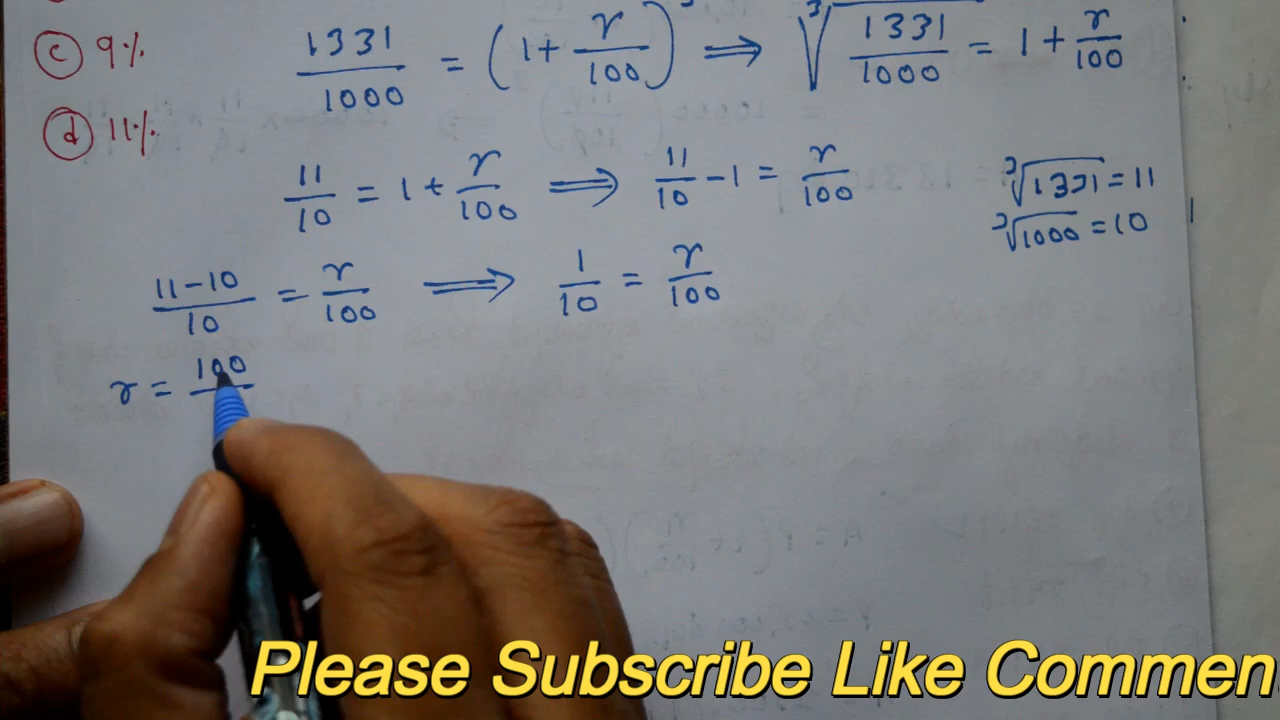 (c) 9%
1331/1000 = (1 + r/100)³ ⟹ ∛(1331/1000) = 1 + r/100
(d) 11%
11/10 = 1 + r/100 ⟹ 11/10 - 1 = r/100
∛1331 = 11
∛1000 = 10
(11-10)/10 = r/100 ⟹ 1/10 = r/100
r = 100/
Please Subscribe Like Commen